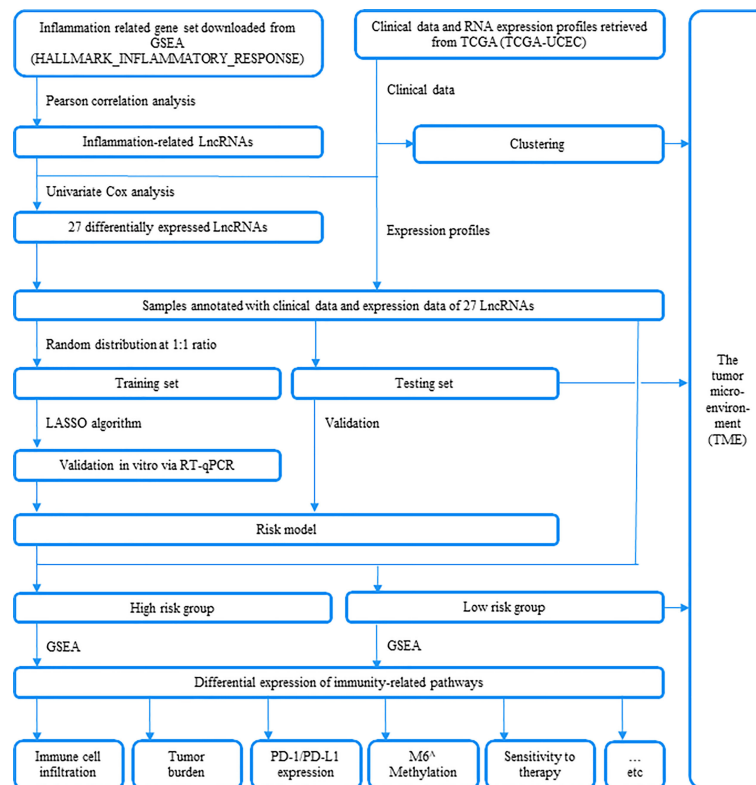 Inflammation related gene set downloaded from
GSEA
(HALLMARK_INFLAMMATORY_RESPONSE)
Clinical data and RNA expression profiles retrieved
from TCGA (TCGA-UCEC)
Pearson correlation analysis
Clinical data
Inflammation-related LncRNAs
Clustering
Univariate Cox analysis
27 differentially expressed LncRNAs
Expression profiles
Samples annotated with clinical data and expression data of 27 LncRNAs
Random distribution at 1:1 ratio
Training set
Testing set
The
tumor
micro-
environ-
ment
(TME)
LASSO algorithm
Validation
Validation in vitro via RT-qPCR
Risk model
High risk group
Low risk group
GSEA
GSEA
Differential expression of immunity-related pathways
Immune cell
infiltration
Tumor
burden
PD-1/PD-L1
expression
M6^
Methylation
Sensitivity to
therapy
...
etc